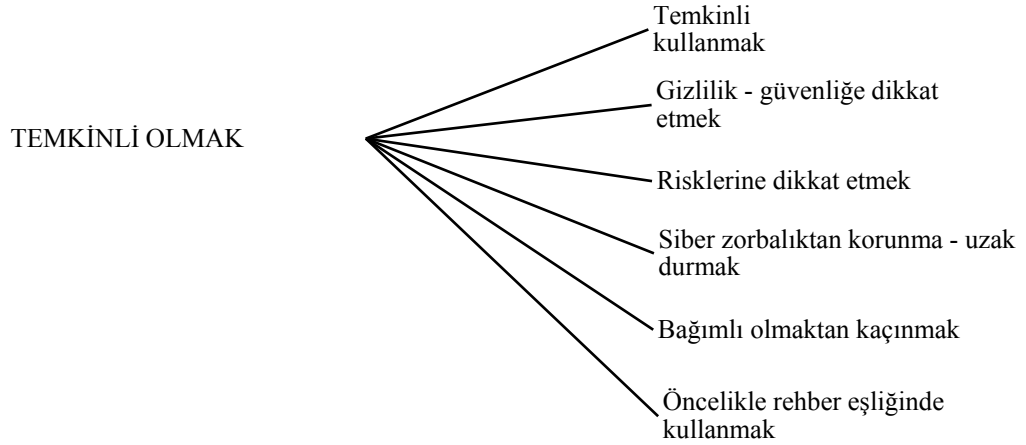 TEMKİNLİ OLMAK
Temkinli
kullanmak
Gizlilik - güvenliğe dikkat
etmek
Risklerine dikkat etmek
Siber zorbalıktan korunma - uzak
durmak
Bağımlı olmaktan kaçınmak
Öncelikle rehber eşliğinde
kullanmak